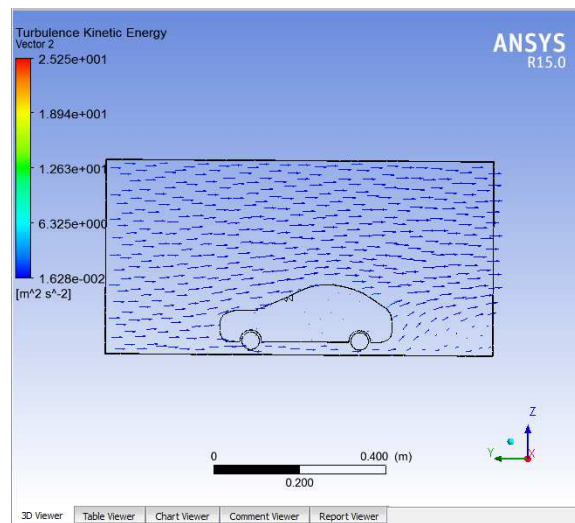 Turbulence Kinetic Energy
Vector 2
ANSYS
R15.0
2.525e+001
1.894e+001
1.263e+001
6.325e+000
1.628e-002
[m^2 s^-2]
0
0.400
(m)
0.200
Z
Y
X
3D Viewer
Table Viewer
Chart Viewer
Comment Viewer
Report Viewer